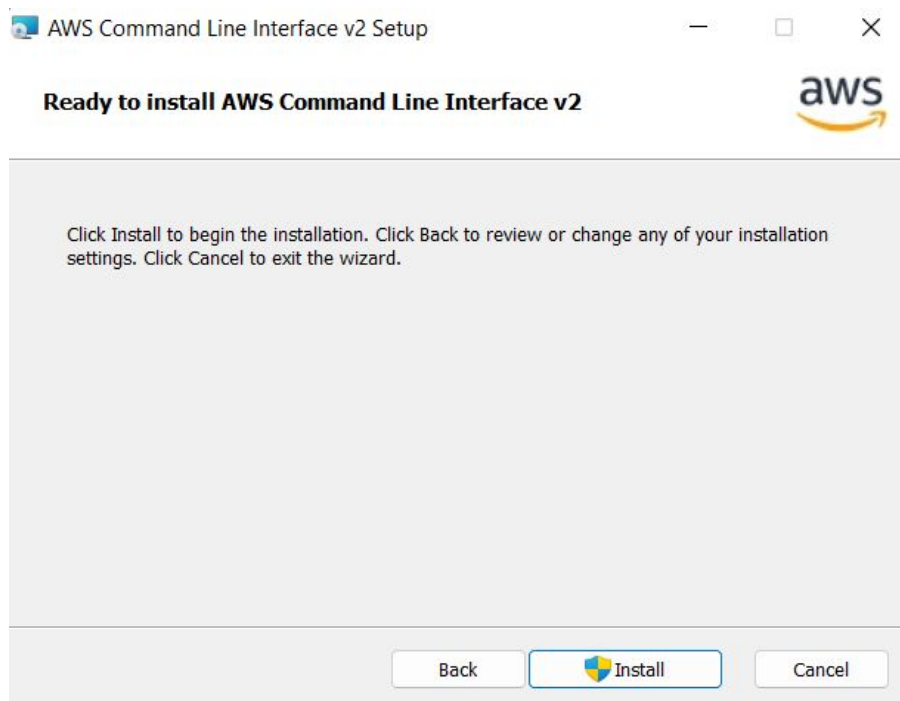 AWS Command Line Interface v2 Setup
Ready to install AWS Command Line Interface v2
aws
Click Install to begin the installation. Click Back to review or change any of your installation
settings. Click Cancel to exit the wizard.
Back
Install
Cancel